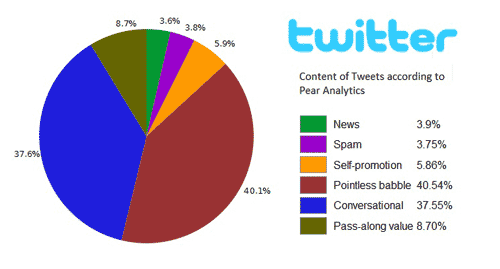 8.7%
3.6%
3.8%
5.9%
37.6%
40.1%
twitter
Content of Tweets according to
Pear Analytics
News 3.9%
Spam 3.75%
Self-promotion 5.86%
Pointless babble 40.54%
Conversational 37.55%
Pass-along value 8.70%